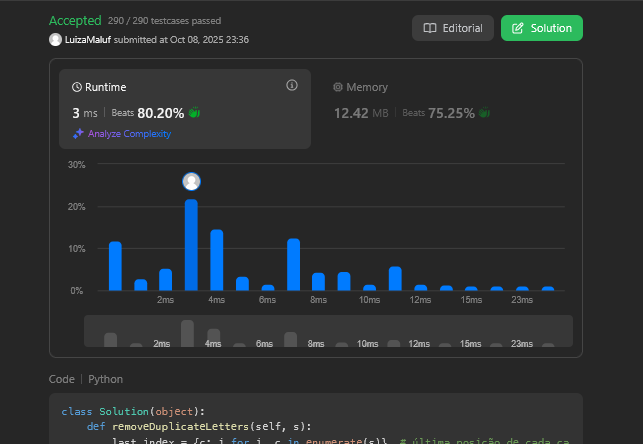 Accepted 290 / 290 testcases passed
LuizaMaluf submitted at Oct 08, 2025 23:36
Editorial
Solution
Runtime
3 ms | Beats 80.20%
Analyze Complexity
Memory
12.42 MB | Beats 75.25%
30%
20%
10%
0%
2ms 4ms 6ms 8ms 10ms 12ms 15ms 23ms
2ms 4ms 6ms 8ms 10ms 12ms 15ms 23ms
Code | Python
class Solution(object):
def removeDuplicateLetters(self, s):
last_index = {c: i for i, c in enumerate(s)} # última posição de cada ca